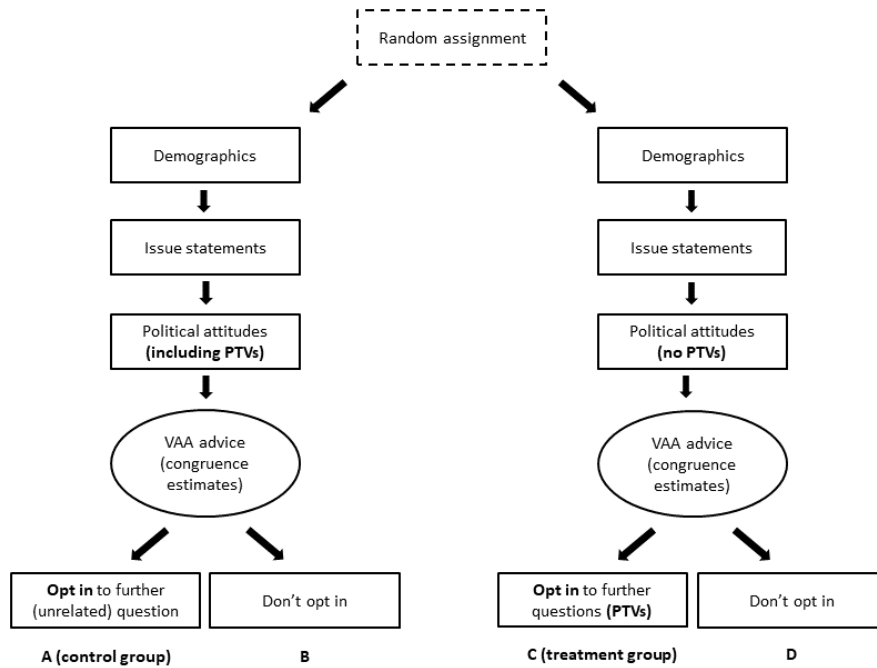 Random assignment
Demographics
Demographics
Issue statements
Issue statements
Political attitudes
(including PTVs)
Political attitudes
(no PTVs)
VAA advice
(congruence
estimates)
VAA advice
(congruence
estimates)
Opt in to further
(unrelated) question
Don't opt in
Opt in to further
questions (PTVs)
Don't opt in
A (control group)
B
C (treatment group)
D